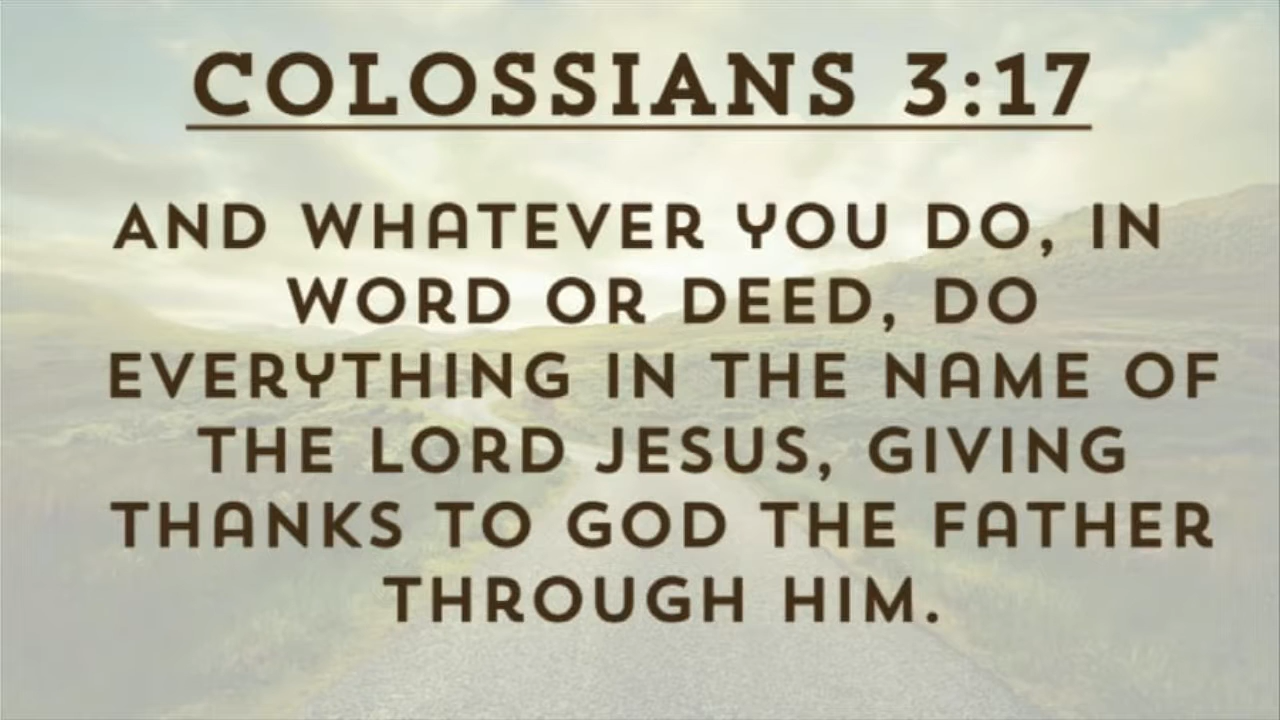 COLOSSIANS 3:17
AND WHATEVER YOU DO, IN
WORD OR DEED, DO
EVERYTHING IN THE NAME OF
THE LORD JESUS, GIVING
THANKS TO GOD THE FATHER
THROUGH HIM.